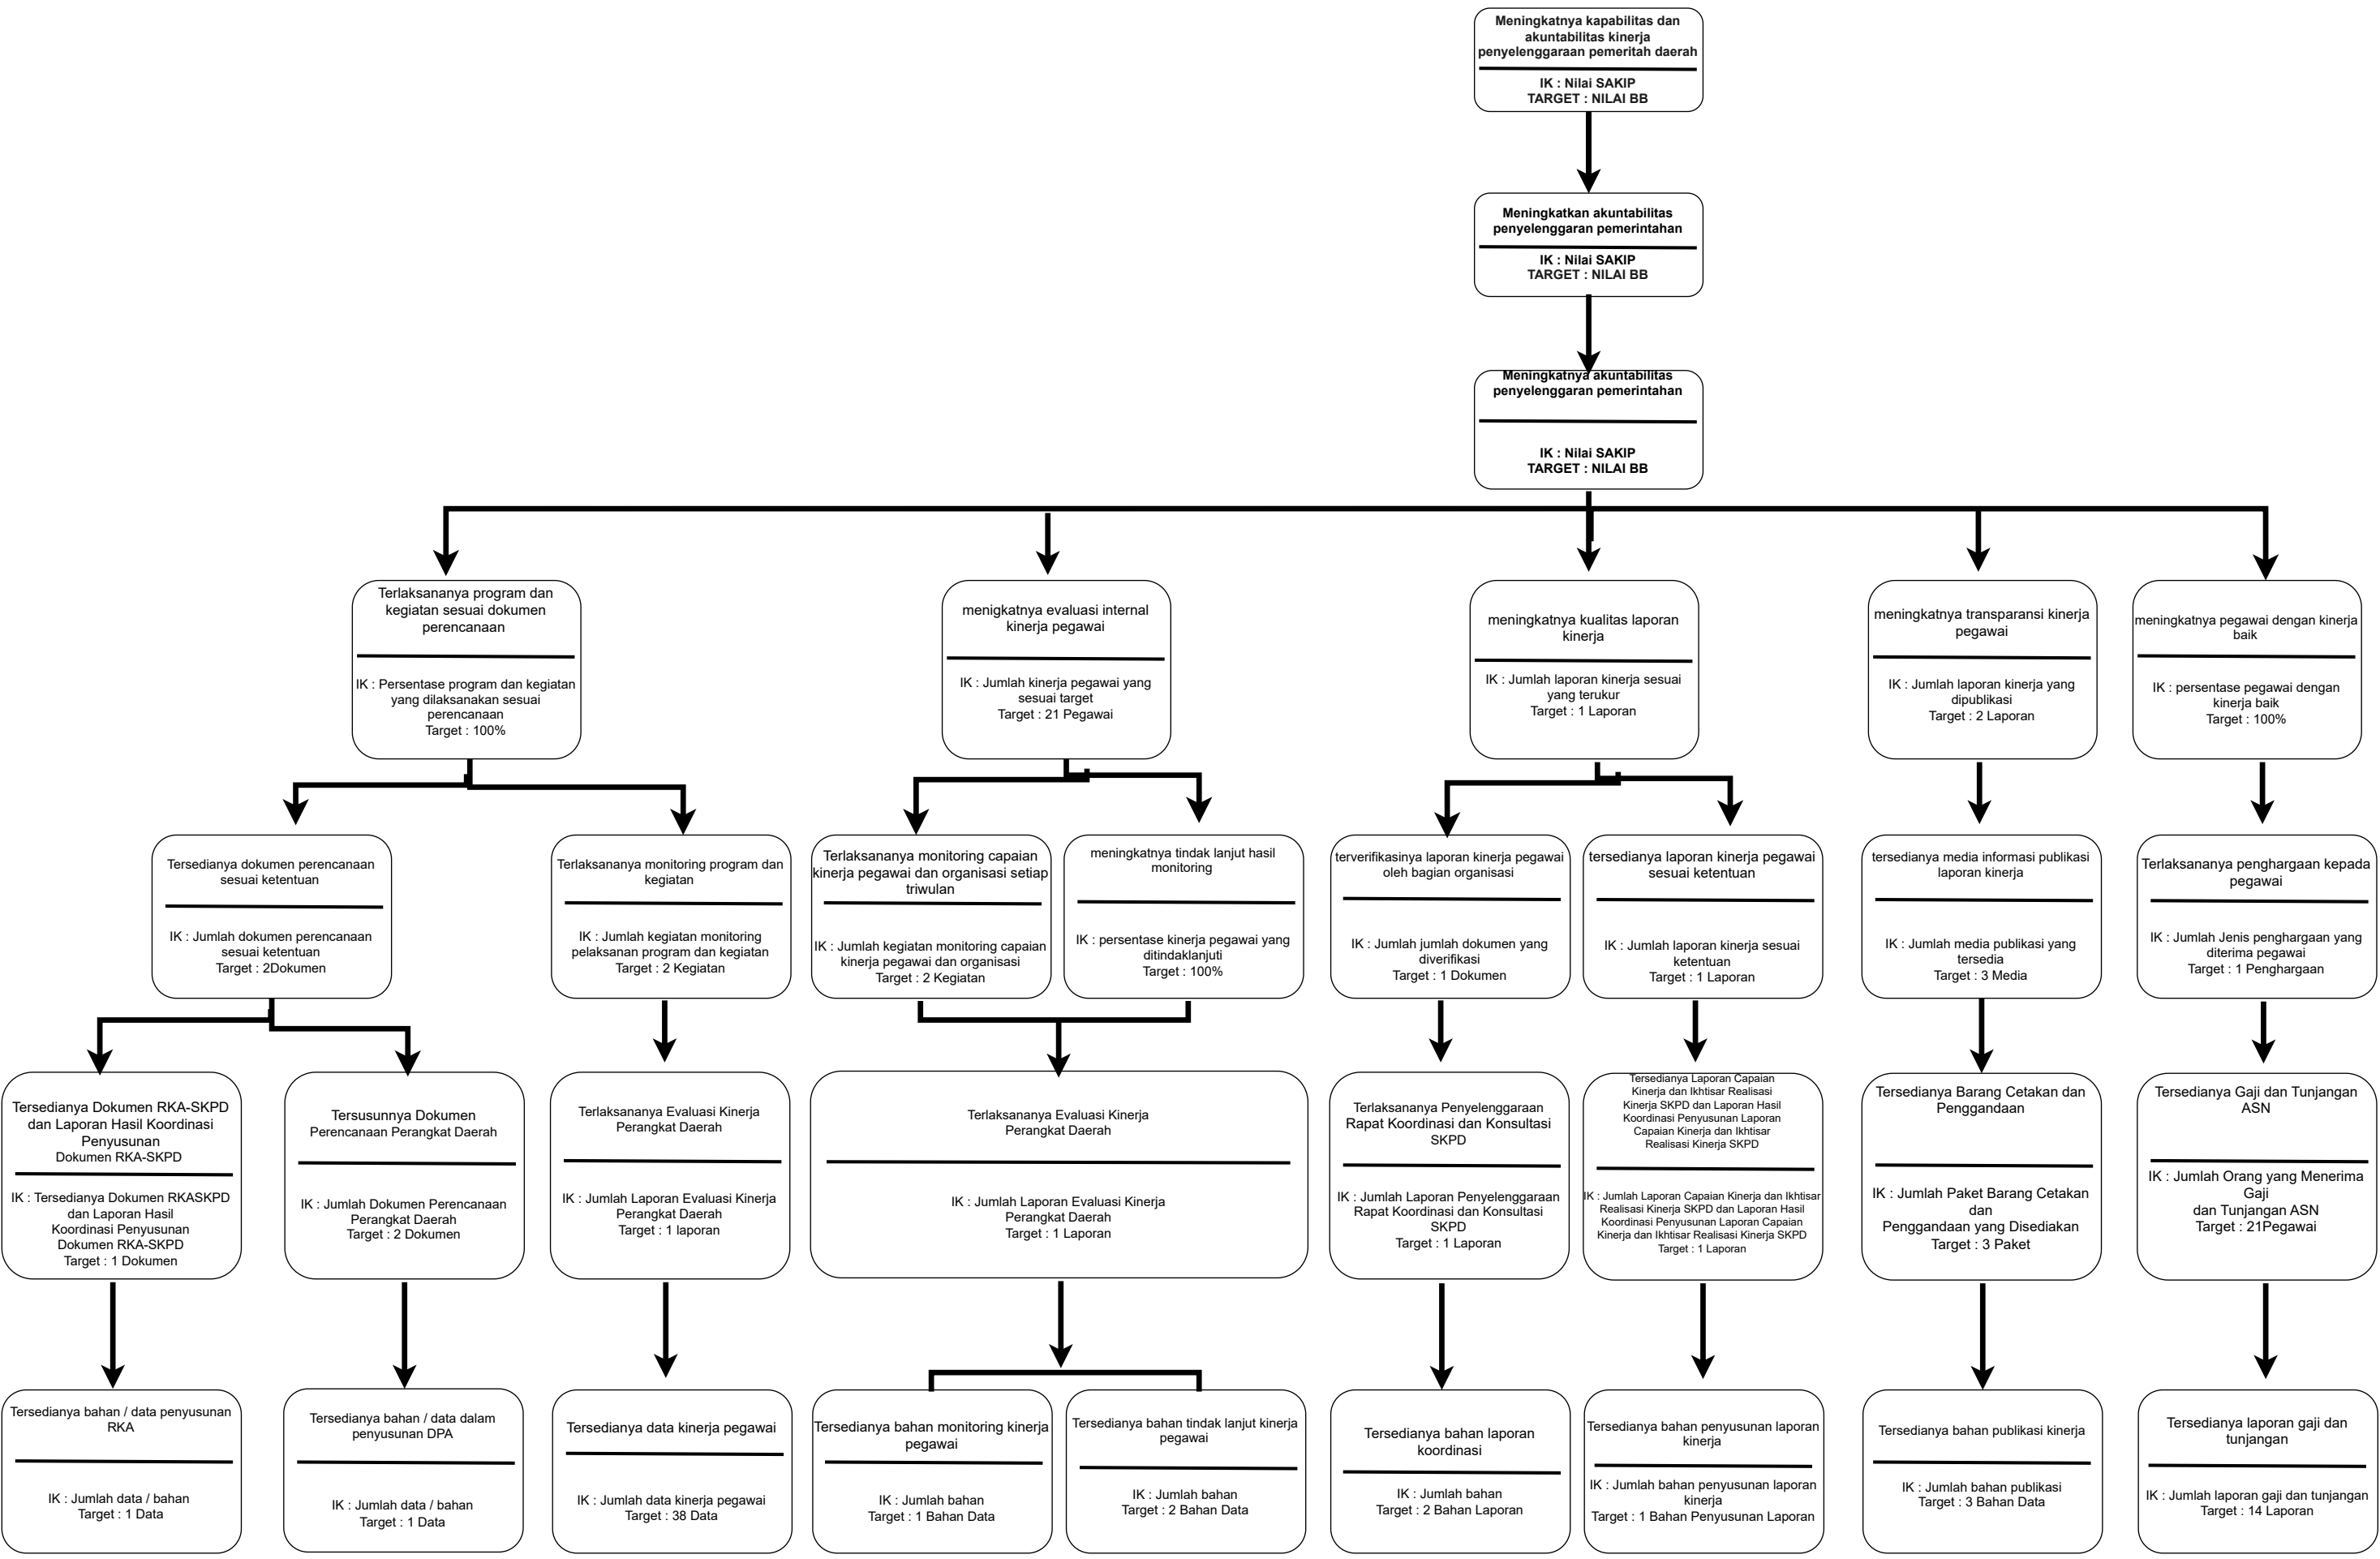 Meningkatnya kapabilitas dan
akuntabilitas kinerja
penyelenggaraan pemeritah daerah
IK : Nilai SAKIP
TARGET : NILAI BB
Meningkatkan akuntabilitas
penyelenggaran pemerintahan
IK : Nilai SAKIP
TARGET : NILAI BB
Meningkatnya akuntabilitas
penyelenggaran pemerintahan
IK : Nilai SAKIP
TARGET : NILAI BB
Terlaksananya program dan
kegiatan sesuai dokumen
perencanaan
IK : Persentase program dan kegiatan
yang dilaksanakan sesuai
perencanaan
Target : 100%
menigkatnya evaluasi internal
kinerja pegawai
IK : Jumlah kinerja pegawai yang
sesuai target
Target : 21 Pegawai
meningkatnya kualitas laporan
kinerja
IK : Jumlah laporan kinerja sesuai
yang terukur
Target : 1 Laporan
meningkatnya transparansi kinerja
pegawai
IK : Jumlah laporan kinerja yang
dipublikasi
Target : 2 Laporan
meningkatnya pegawai dengan kinerja
baik
IK : persentase pegawai dengan
kinerja baik
Target : 100%
Tersedianya dokumen perencanaan
sesuai ketentuan
IK : Jumlah dokumen perencanaan
sesuai ketentuan
Target : 2Dokumen
Terlaksananya monitoring program dan
kegiatan
IK : Jumlah kegiatan monitoring
pelaksanan program dan kegiatan
Target : 2 Kegiatan
Terlaksananya monitoring capaian
kinerja pegawai dan organisasi setiap
triwulan
IK : Jumlah kegiatan monitoring capaian
kinerja pegawai dan organisasi
Target : 2 Kegiatan
meningkatnya tindak lanjut hasil
monitoring
IK : persentase kinerja pegawai yang
ditindaklanjuti
Target : 100%
terverifikasinya laporan kinerja pegawai
oleh bagian organisasi
IK : Jumlah jumlah dokumen yang
diverifikasi
Target : 1 Dokumen
tersedianya laporan kinerja pegawai
sesuai ketentuan
IK : Jumlah laporan kinerja sesuai
ketentuan
Target : 1 Laporan
tersedianya media informasi publikasi
laporan kinerja
IK : Jumlah media publikasi yang
tersedia
Target : 3 Media
Terlaksananya penghargaan kepada
pegawai
IK : Jumlah Jenis penghargaan yang
diterima pegawai
Target : 1 Penghargaan
Tersedianya Dokumen RKA-SKPD
dan Laporan Hasil Koordinasi
Penyusunan
Dokumen RKA-SKPD
IK : Tersedianya Dokumen RKASKPD
dan Laporan Hasil
Koordinasi Penyusunan
Dokumen RKA-SKPD
Target : 1 Dokumen
Tersusunnya Dokumen
Perencanaan Perangkat Daerah
IK : Jumlah Dokumen Perencanaan
Perangkat Daerah
Target : 2 Dokumen
Terlaksananya Evaluasi Kinerja
Perangkat Daerah
IK : Jumlah Laporan Evaluasi Kinerja
Perangkat Daerah
Target : 1 laporan
Terlaksananya Evaluasi Kinerja
Perangkat Daerah
IK : Jumlah Laporan Evaluasi Kinerja
Perangkat Daerah
Target : 1 Laporan
Terlaksananya Penyelenggaraan
Rapat Koordinasi dan Konsultasi
SKPD
IK : Jumlah Laporan Penyelenggaraan
Rapat Koordinasi dan Konsultasi
SKPD
Target : 1 Laporan
Tersedianya Laporan Capaian
Kinerja dan Ikhtisar Realisasi
Kinerja SKPD dan Laporan Hasil
Koordinasi Penyusunan Laporan
Capaian Kinerja dan Ikhtisar
Realisasi Kinerja SKPD
IK : Jumlah Laporan Capaian Kinerja dan Ikhtisar
Realisasi Kinerja SKPD dan Laporan Hasil
Koordinasi Penyusunan Laporan Capaian
Kinerja dan Ikhtisar Realisasi Kinerja SKPD
Target : 1 Laporan
Tersedianya Barang Cetakan dan
Penggandaan
IK : Jumlah Paket Barang Cetakan
dan
Penggandaan yang Disediakan
Target : 3 Paket
Tersedianya Gaji dan Tunjangan
ASN
IK : Jumlah Orang yang Menerima
Gaji
dan Tunjangan ASN
Target : 21Pegawai
Tersedianya bahan / data penyusunan
RKA
IK : Jumlah data / bahan
Target : 1 Data
Tersedianya bahan / data dalam
penyusunan DPA
IK : Jumlah data / bahan
Target : 1 Data
Tersedianya data kinerja pegawai
IK : Jumlah data kinerja pegawai
Target : 38 Data
Tersedianya bahan monitoring kinerja
pegawai
IK : Jumlah bahan
Target : 1 Bahan Data
Tersedianya bahan tindak lanjut kinerja
pegawai
IK : Jumlah bahan
Target : 2 Bahan Data
Tersedianya bahan laporan
koordinasi
IK : Jumlah bahan
Target : 2 Bahan Laporan
Tersedianya bahan penyusunan laporan
kinerja
IK : Jumlah bahan penyusunan laporan
kinerja
Target : 1 Bahan Penyusunan Laporan
Tersedianya bahan publikasi kinerja
IK : Jumlah bahan publikasi
Target : 3 Bahan Data
Tersedianya laporan gaji dan
tunjangan
IK : Jumlah laporan gaji dan tunjangan
Target : 14 Laporan